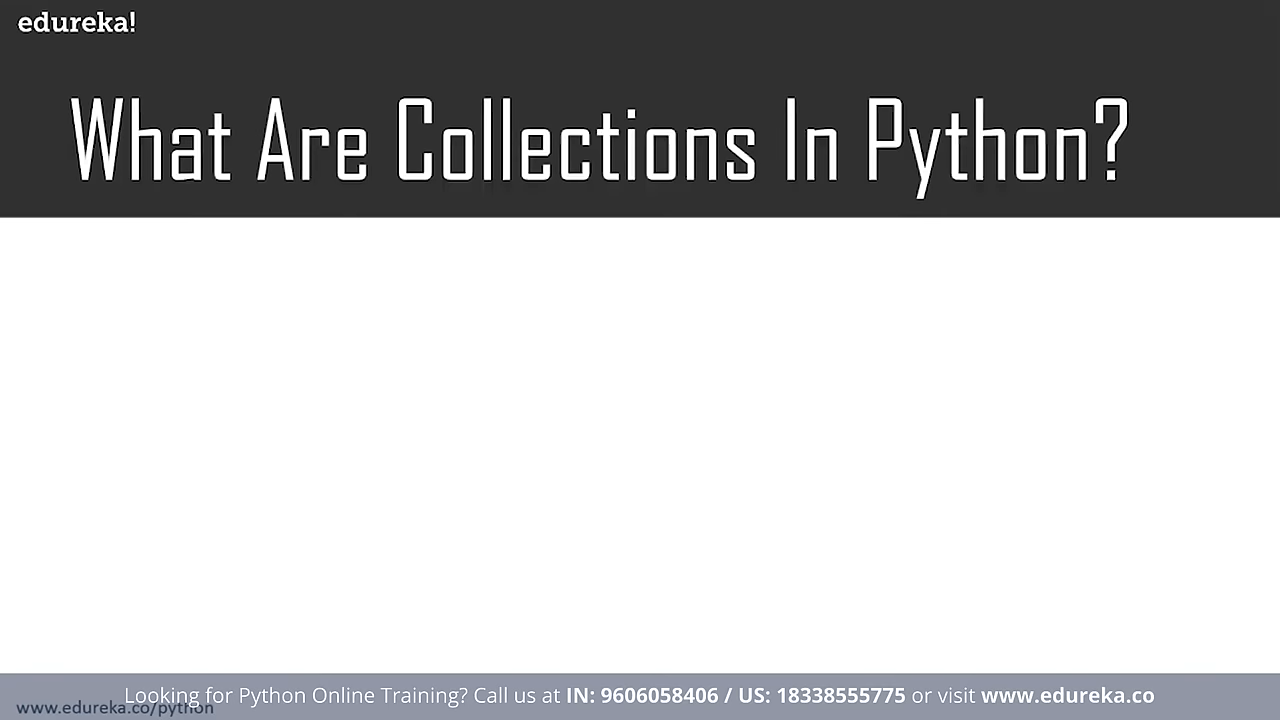 edureka!
What Are Collections In Python?
Looking for Python Online Training? Call us at IN: 9606058406 / US: 18338555775 or visit www.edureka.co
www.edureka.co/python